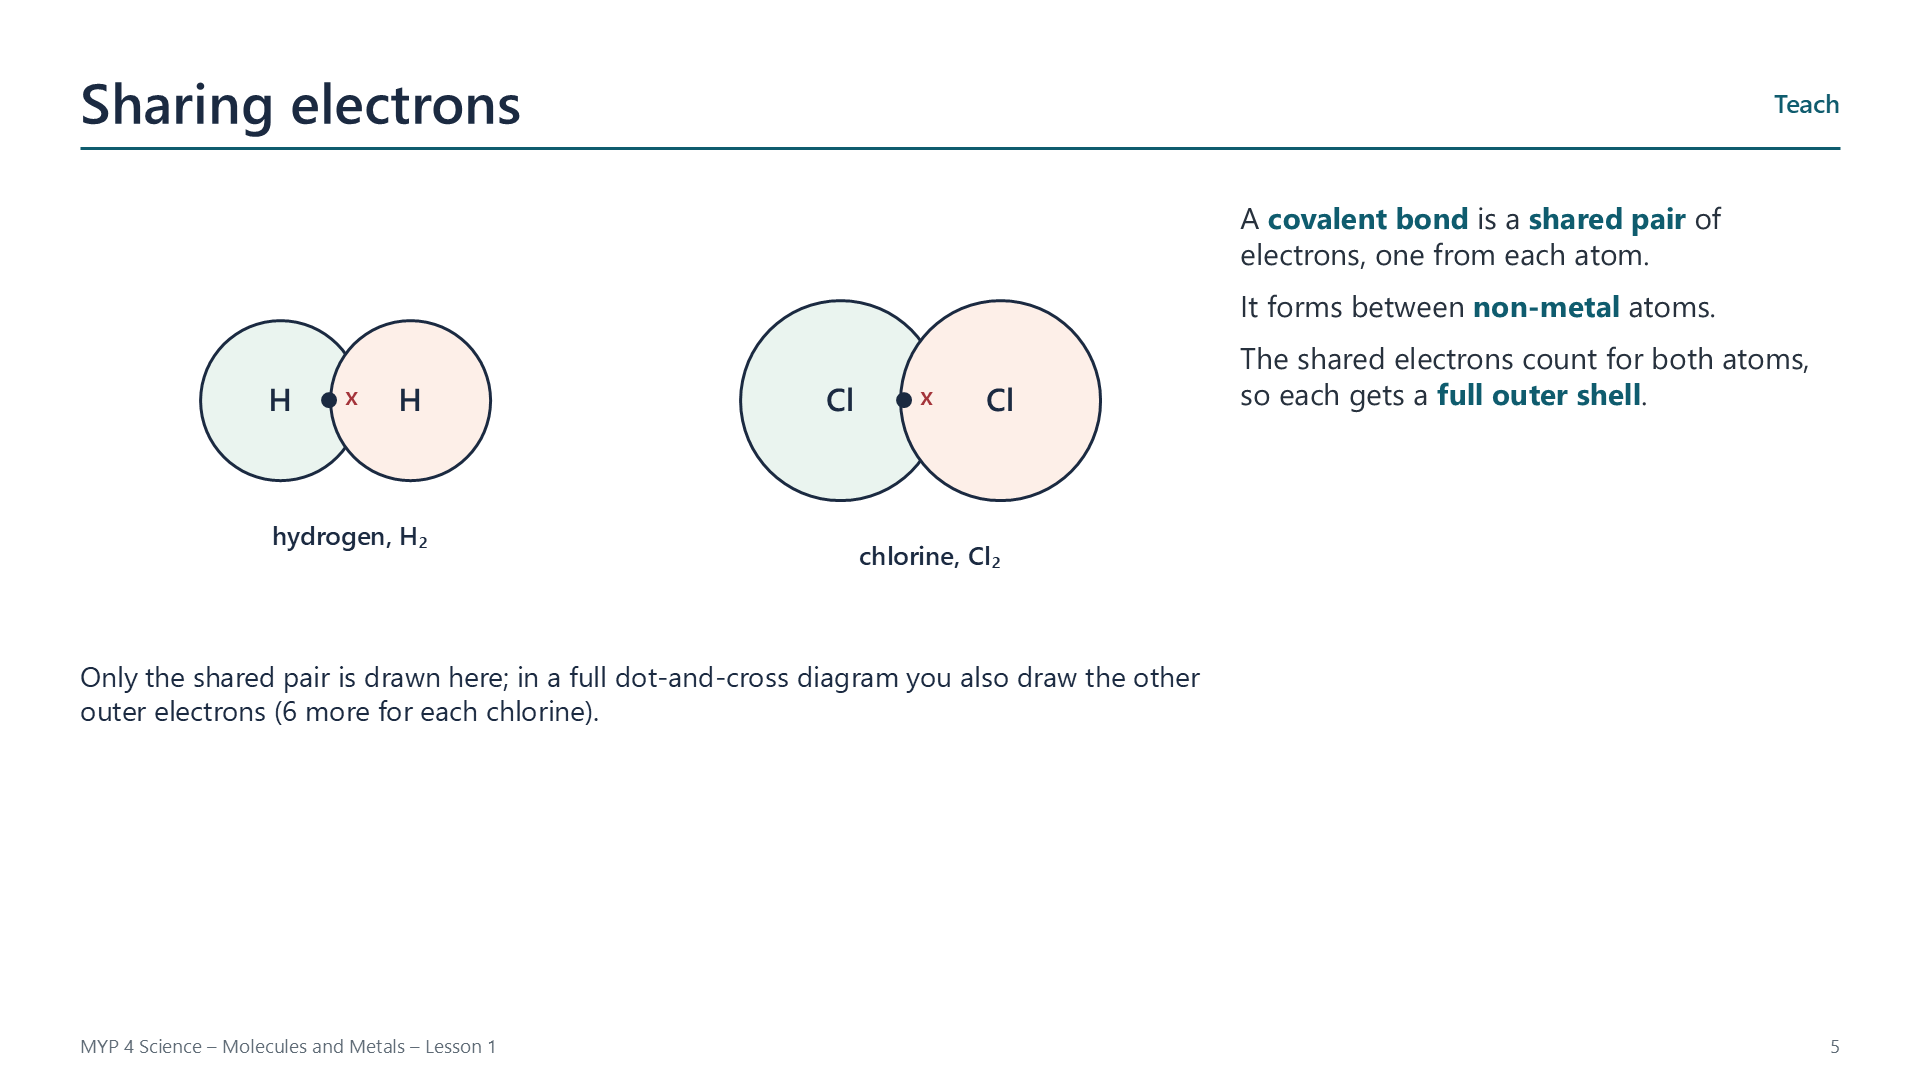 Sharing electrons
Teach
A covalent bond is a shared pair of
electrons, one from each atom.
It forms between non-metal atoms.
The shared electrons count for both atoms,
so each gets a full outer shell.
H x H
Cl x Cl
hydrogen, H₂
chlorine, Cl₂
Only the shared pair is drawn here; in a full dot-and-cross diagram you also draw the other
outer electrons (6 more for each chlorine).
MYP 4 Science – Molecules and Metals – Lesson 1
5